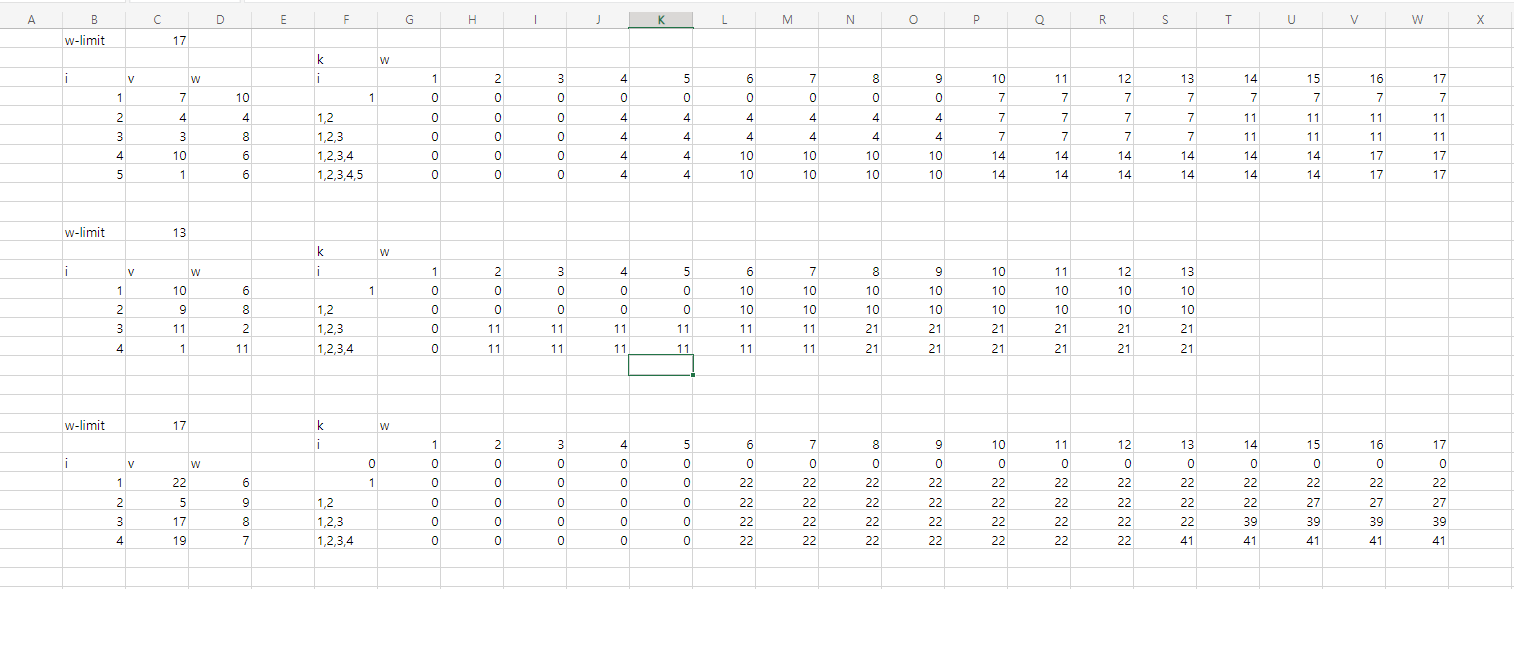 A B C D E F G H I J K L M N O P Q R S T U V W X
w-limit 17
k w
i v w i 1 2 3 4 5 6 7 8 9 10 11 12 13 14 15 16 17
1 7 10 1 0 0 0 0 0 0 0 0 0 7 7 7 7 7 7 7 7
2 4 4 1,2 0 0 0 4 4 4 4 4 4 7 7 7 7 11 11 11 11
3 3 8 1,2,3 0 0 0 4 4 4 4 4 4 7 7 7 7 11 11 11 11
4 10 6 1,2,3,4 0 0 0 4 4 10 10 10 10 14 14 14 14 14 14 17 17
5 1 6 1,2,3,4,5 0 0 0 4 4 10 10 10 10 14 14 14 14 14 14 17 17
w-limit 13
k w
i v w i 1 2 3 4 5 6 7 8 9 10 11 12 13
1 10 6 1 0 0 0 0 0 10 10 10 10 10 10 10 10
2 9 8 1,2 0 0 0 0 0 10 10 10 10 10 10 10 10
3 11 2 1,2,3 0 11 11 11 11 11 11 21 21 21 21 21 21
4 1 11 1,2,3,4 0 11 11 11 11 11 11 21 21 21 21 21 21
w-limit 17 k w
i 1 2 3 4 5 6 7 8 9 10 11 12 13 14 15 16 17
i v w 0 0 0 0 0 0 0 0 0 0 0 0 0 0 0 0 0 0
1 22 6 1 0 0 0 0 0 22 22 22 22 22 22 22 22 22 22 22 22
2 5 9 1,2 0 0 0 0 0 22 22 22 22 22 22 22 22 22 27 27 27
3 17 8 1,2,3 0 0 0 0 0 22 22 22 22 22 22 22 22 39 39 39 39
4 19 7 1,2,3,4 0 0 0 0 0 22 22 22 22 22 22 22 41 41 41 41 41